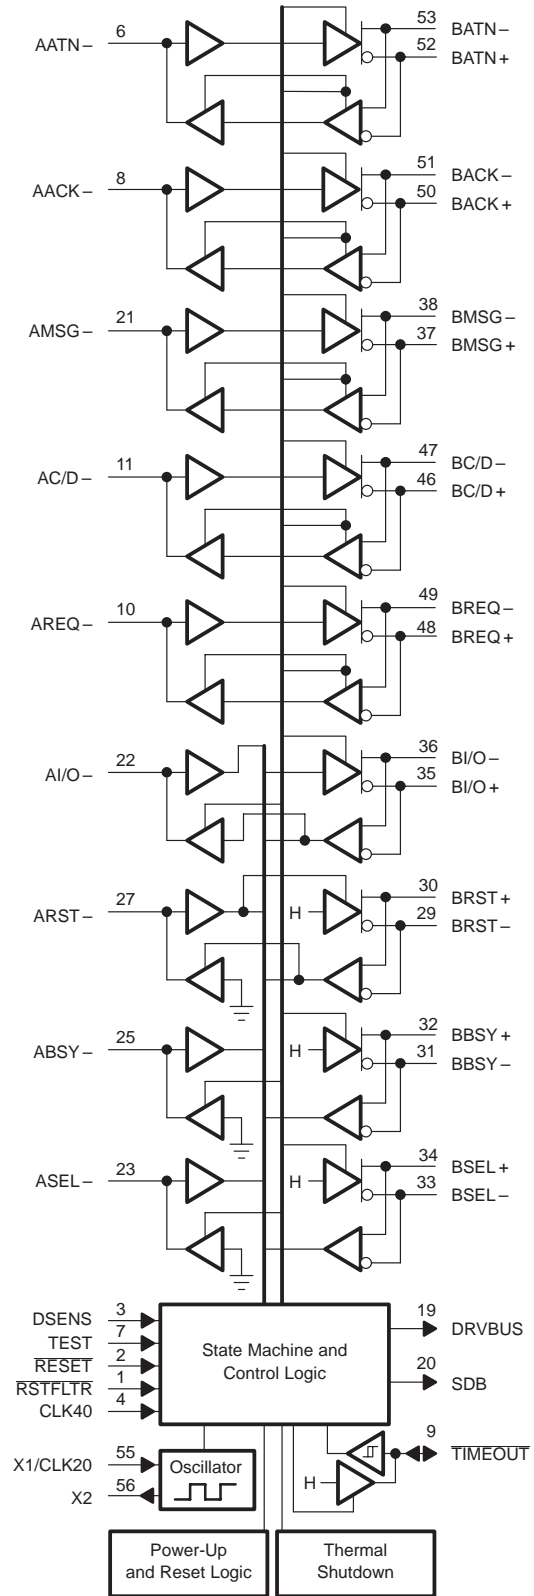 AATN– 6 53 BATN–
52 BATN+
AACK– 8 51 BACK–
50 BACK+
AMSG– 21 38 BMSG–
37 BMSG+
AC/D– 11 47 BC/D–
46 BC/D+
AREQ– 10 49 BREQ–
48 BREQ+
AI/O– 22 36 BI/O–
35 BI/O+
ARST– 27 H 30 BRST+
29 BRST–
ABSY– 25 H 32 BBSY+
31 BBSY–
ASEL– 23 H 34 BSEL+
33 BSEL–
DSENS 3
TEST 7
RESET 2
RSTFLTR 1
CLK40 4
State Machine and
Control Logic
19 DRVBUS
20 SDB
9 TIMEOUT
H
X1/CLK20 55
X2 56
Oscillator
Power-Up
and Reset Logic
Thermal
Shutdown